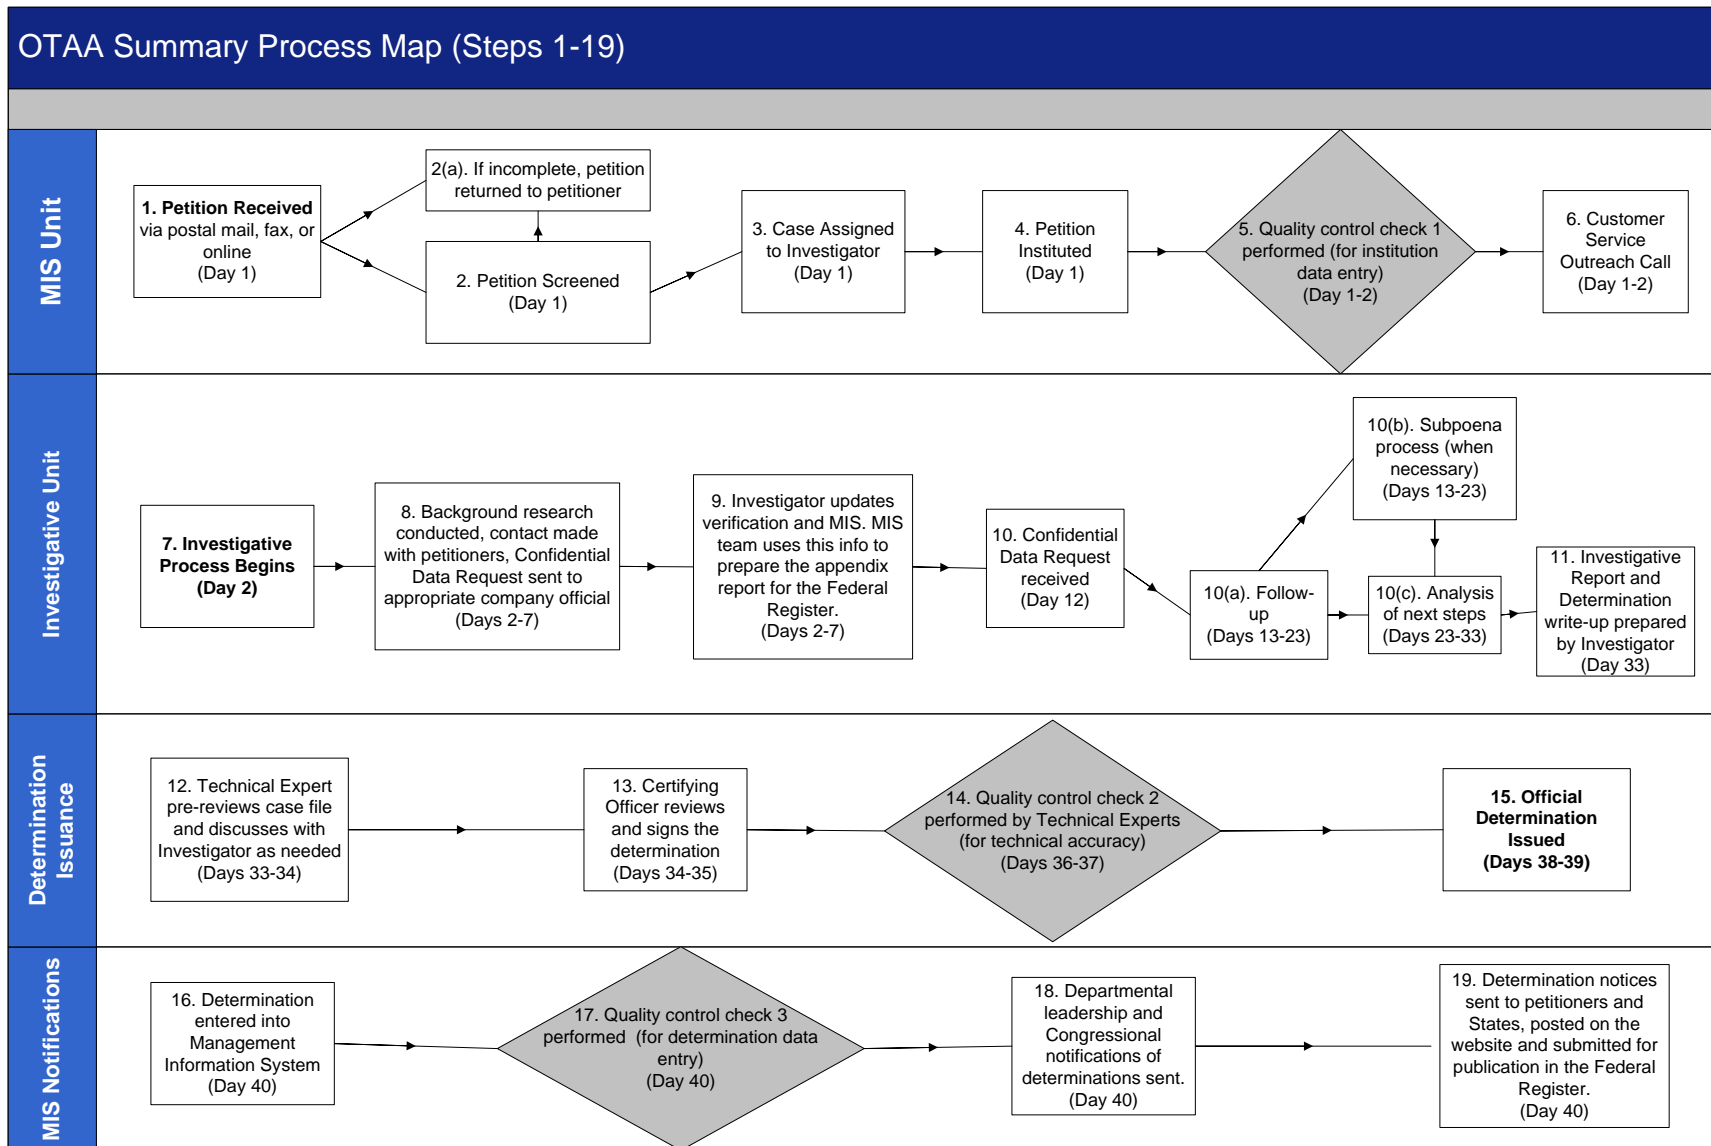 OTAA Summary Process Map (Steps 1-19)
MIS Unit
1. Petition Received
via postal mail, fax, or
online
(Day 1)
2(a). If incomplete, petition
returned to petitioner
2. Petition Screened
(Day 1)
3. Case Assigned
to Investigator
(Day 1)
4. Petition
Instituted
(Day 1)
5. Quality control check 1
performed (for institution
data entry)
(Day 1-2)
6. Customer
Service
Outreach Call
(Day 1-2)
Investigative Unit
7. Investigative
Process Begins
(Day 2)
8. Background research
conducted, contact made
with petitioners, Confidential
Data Request sent to
appropriate company official
(Days 2-7)
9. Investigator updates
verification and MIS. MIS
team uses this info to
prepare the appendix
report for the Federal
Register.
(Days 2-7)
10. Confidential
Data Request
received
(Day 12)
10(a). Follow-
up
(Days 13-23)
10(b). Subpoena
process (when
necessary)
(Days 13-23)
10(c). Analysis
of next steps
(Days 23-33)
11. Investigative
Report and
Determination
write-up prepared
by Investigator
(Day 33)
Determination
Issuance
12. Technical Expert
pre-reviews case file
and discusses with
Investigator as needed
(Days 33-34)
13. Certifying
Officer reviews
and signs the
determination
(Days 34-35)
14. Quality control check 2
performed by Technical Experts
(for technical accuracy)
(Days 36-37)
15. Official
Determination
Issued
(Days 38-39)
MIS Notifications
16. Determination
entered into
Management
Information System
(Day 40)
17. Quality control check 3
performed  (for determination data
entry)
(Day 40)
18. Departmental
leadership and
Congressional
notifications of
determinations sent.
(Day 40)
19. Determination notices
sent to petitioners and
States, posted on the
website and submitted for
publication in the Federal
Register.
(Day 40)